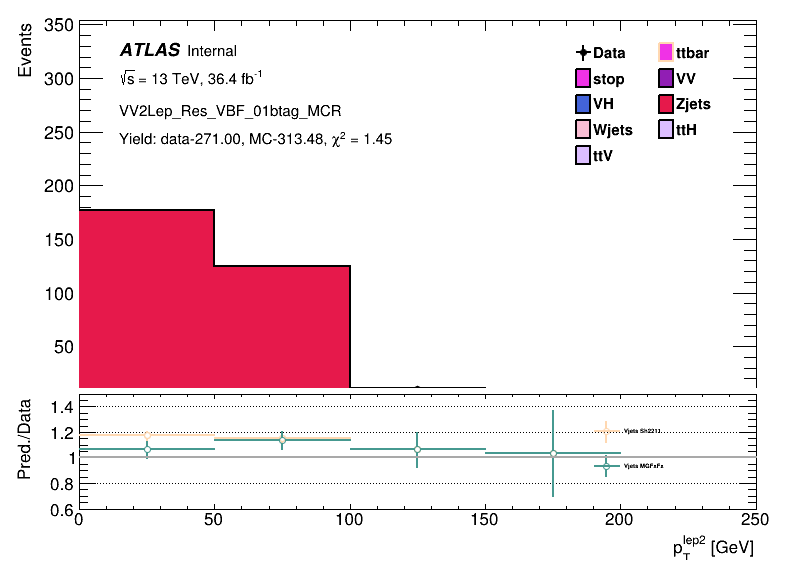 Events
350
300
250
200
150
100
50
ATLAS Internal
√s = 13 TeV, 36.4 fb⁻¹
VV2Lep_Res_VBF_01btag_MCR
Yield: data-271.00, MC-313.48, χ² = 1.45
Data
ttbar
stop
VV
VH
Zjets
Wjets
ttH
ttV
Pred./Data
1.4
1.2
1
0.8
0.6
Vjets Sh2211
Vjets MGFxFx
0 50 100 150 200 250
p_T^lep2 [GeV]